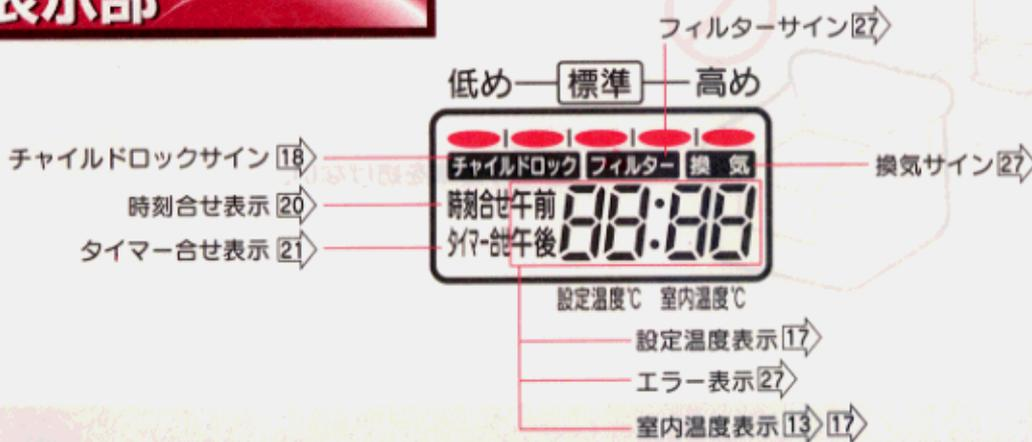 表示部
フィルターサイン27
低め 標準 高め
チャイルドロックサイン18
チャイルドロック フィルター 換気
換気サイン27
時刻合せ表示20
時刻合せ午前 88:88
タイマー合せ表示21
タイマー合せ午後
設定温度℃ 室内温度℃
設定温度表示17
エラー表示27
室内温度表示13 17